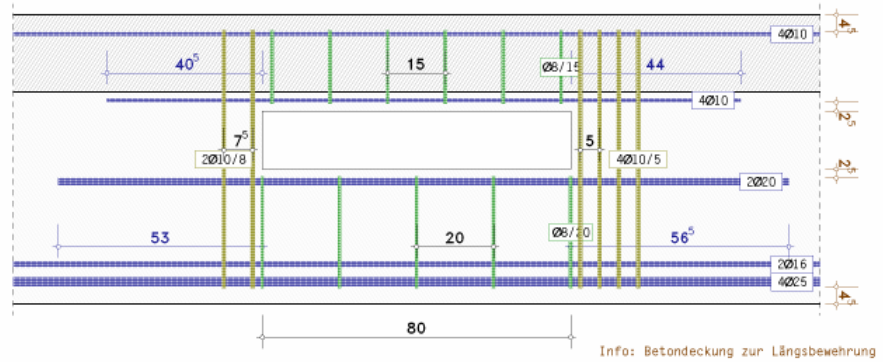 4⁵
4Ø10
40⁵
15
Ø8/15
44
4Ø10
2⁵
7⁵
5
2Ø10/8
4Ø10/5
2⁵
2Ø20
53
20
Ø8/20
56⁵
2Ø16
4Ø25
4⁵
80
Info: Betondeckung zur Längsbewehrung